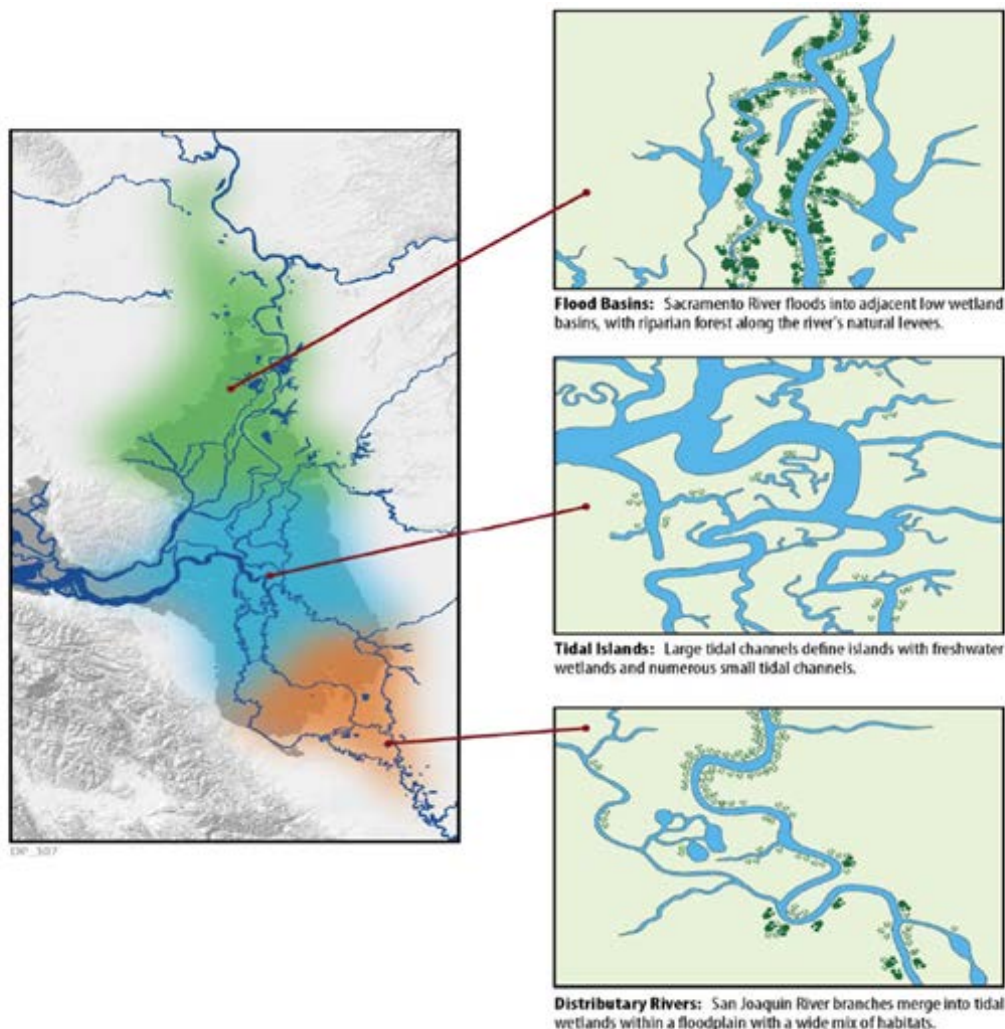 Flood Basins: Sacramento River floods into adjacent low wetland
basins, with riparian forest along the river's natural levees.
Tidal Islands: Large tidal channels define islands with freshwater
wetlands and numerous small tidal channels.
DP_307
Distributary Rivers: San Joaquin River branches merge into tidal
wetlands within a floodplain with a wide mix of habitats.